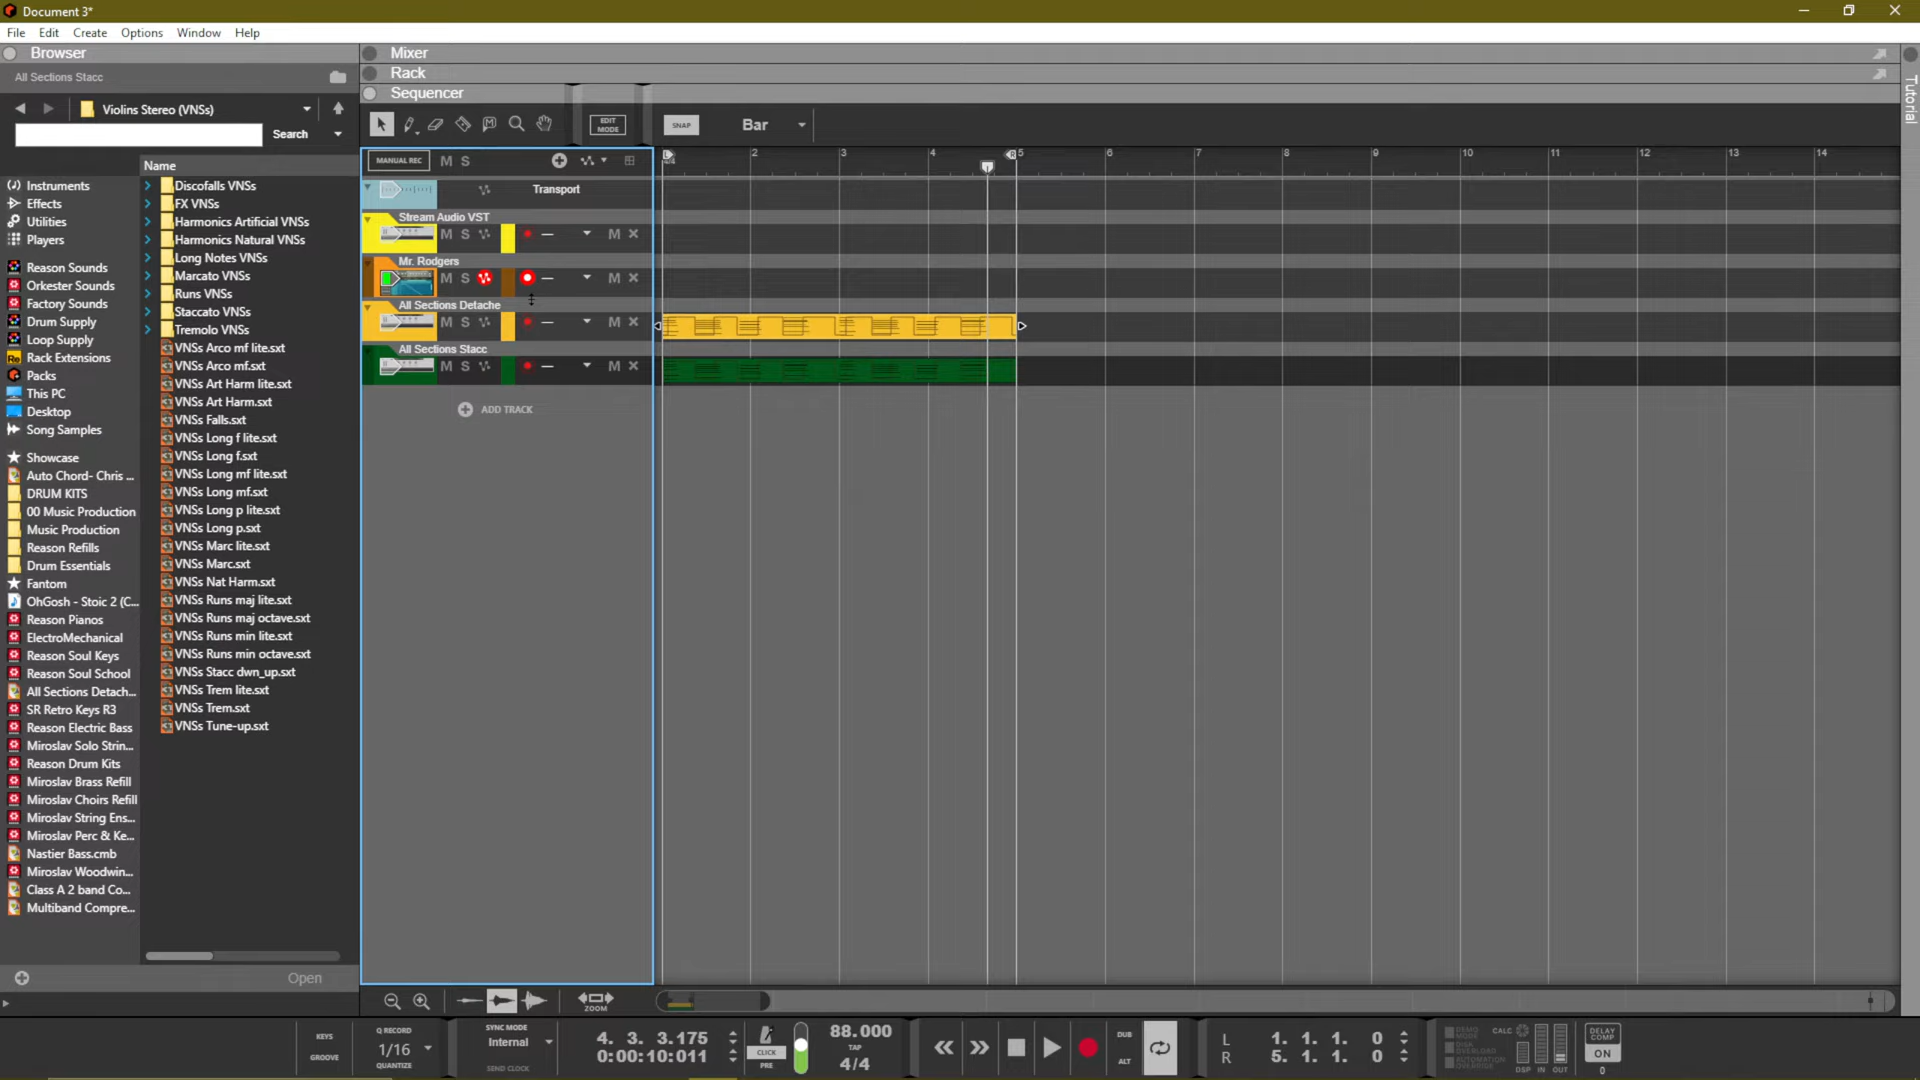 Document 3*
File Edit Create Options Window Help
Browser
All Sections Stacc
Violins Stereo (VNSs)
Search
Name
Instruments
Effects
Utilities
Players
Reason Sounds
Orkester Sounds
Factory Sounds
Drum Supply
Loop Supply
Rack Extensions
Packs
This PC
Desktop
Song Samples
Showcase
Auto Chord- Chris ...
DRUM KITS
00 Music Production
Music Production
Reason Refills
Drum Essentials
Fantom
OhGosh - Stoic 2 (C...
Reason Pianos
ElectroMechanical
Reason Soul Keys
Reason Soul School
All Sections Detach...
SR Retro Keys R3
Reason Electric Bass
Miroslav Solo Strin...
Reason Drum Kits
Miroslav Brass Refill
Miroslav Choirs Refill
Miroslav String Ens...
Miroslav Perc & Ke...
Nastier Bass.cmb
Miroslav Woodwin...
Class A 2 band Co...
Multiband Compre...
Discofalls VNSs
FX VNSs
Harmonics Artificial VNSs
Harmonics Natural VNSs
Long Notes VNSs
Marcato VNSs
Runs VNSs
Staccato VNSs
Tremolo VNSs
VNSs Arco mf lite.sxt
VNSs Arco mf.sxt
VNSs Art Harm lite.sxt
VNSs Art Harm.sxt
VNSs Falls.sxt
VNSs Long f lite.sxt
VNSs Long f.sxt
VNSs Long mf lite.sxt
VNSs Long mf.sxt
VNSs Long p lite.sxt
VNSs Long p.sxt
VNSs Marc lite.sxt
VNSs Marc.sxt
VNSs Nat Harm.sxt
VNSs Runs maj lite.sxt
VNSs Runs maj octave.sxt
VNSs Runs min lite.sxt
VNSs Runs min octave.sxt
VNSs Stacc dwn_up.sxt
VNSs Trem lite.sxt
VNSs Trem.sxt
VNSs Tune-up.sxt
Open
Mixer
Rack
Sequencer
EDIT MODE
SNAP
Bar
MANUAL REC M S
2 3 4 5 6 7 8 9 10 11 12 13 14
L R
4/4
Transport
Stream Audio VST
M S M
Mr. Rodgers
M S M
All Sections Detache
M S M
All Sections Stacc
M S M
ADD TRACK
Tutorial
ZOOM
KEYS
GROOVE
Q RECORD
1/16
QUANTIZE
SYNC MODE
Internal
SEND CLOCK
4. 3. 3.175
0:00:10:011
CLICK
PRE
88.000
TAP
4/4
DUB
ALT
L 1. 1. 1. 0
R 5. 1. 1. 0
CALC
DSP IN OUT
DELAY COMP
ON
0